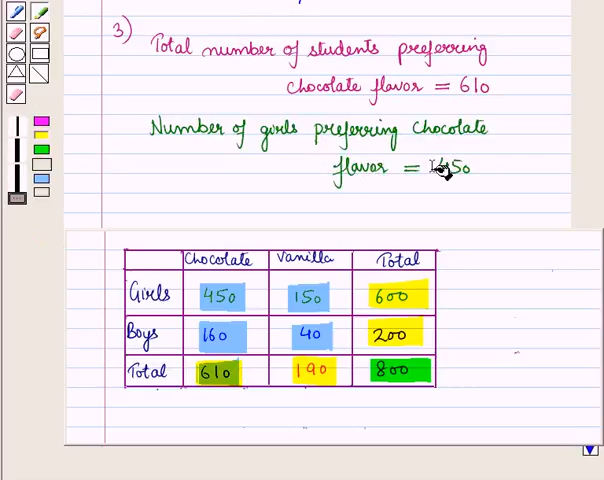 3)
Total number of students preferring
chocolate flavor = 610
Number of girls preferring Chocolate
flavor = 450
Chocolate Vanilla Total
Girls 450 150 600
Boys 160 40 200
Total 610 190 800